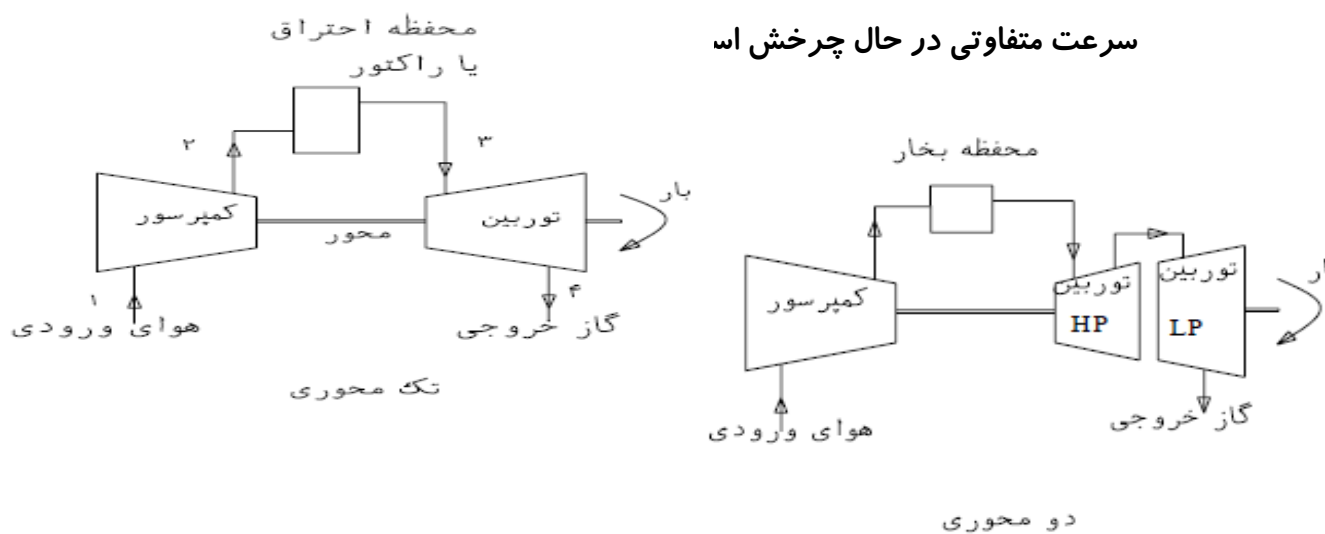 سرعت متفاوتی در حال چرخش
محفظه احتراق
یا راکتور
۲
۳
کمپرسور
محور
توربین
بار
۱
۴
هوای ورودی
گاز خروجی
تک محوری
محفظه بخار
کمپرسور
توربین
HP
توربین
LP
هوای ورودی
گاز خروجی
دو محوری